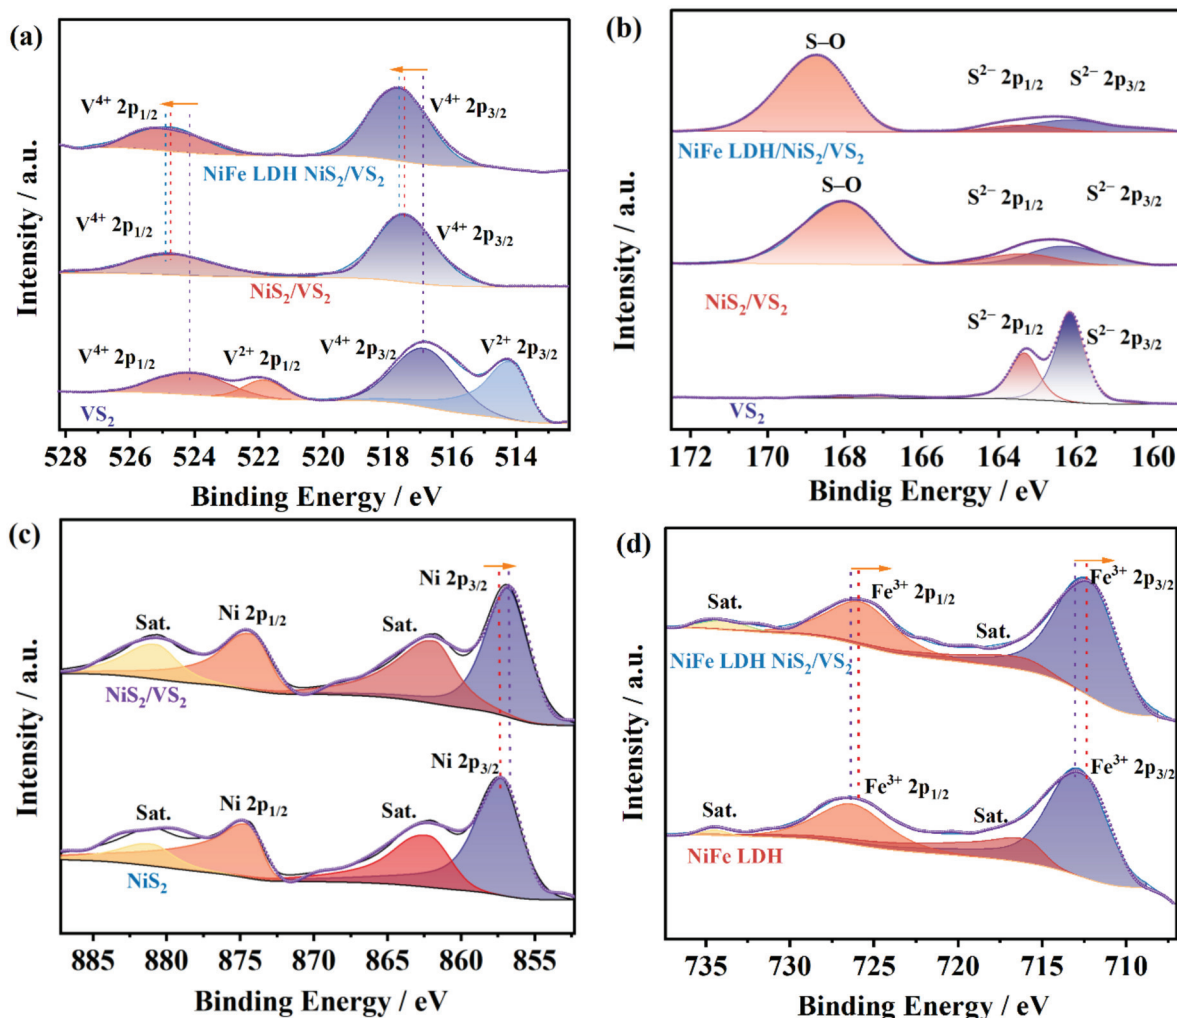 (a)
V⁴⁺ 2p₁/₂
V⁴⁺ 2p₃/₂
NiFe LDH NiS₂/VS₂
V⁴⁺ 2p₁/₂
V⁴⁺ 2p₃/₂
NiS₂/VS₂
V⁴⁺ 2p₁/₂
V²⁺ 2p₁/₂
V⁴⁺ 2p₃/₂
V²⁺ 2p₃/₂
VS₂
Intensity / a.u.
528 526 524 522 520 518 516 514
Binding Energy / eV
(b)
S–O
S²⁻ 2p₁/₂
S²⁻ 2p₃/₂
NiFe LDH/NiS₂/VS₂
S–O
S²⁻ 2p₁/₂
S²⁻ 2p₃/₂
NiS₂/VS₂
S²⁻ 2p₁/₂
S²⁻ 2p₃/₂
VS₂
Intensity / a.u.
172 170 168 166 164 162 160
Bindig Energy / eV
(c)
Ni 2p₃/₂
Sat.
Ni 2p₁/₂
Sat.
NiS₂/VS₂
Ni 2p₃/₂
Sat.
Ni 2p₁/₂
Sat.
NiS₂
Intensity / a.u.
885 880 875 870 865 860 855
Binding Energy / eV
(d)
Sat.
Fe³⁺ 2p₁/₂
Sat.
Fe³⁺ 2p₃/₂
NiFe LDH NiS₂/VS₂
Sat.
Fe³⁺ 2p₁/₂
Sat.
Fe³⁺ 2p₃/₂
NiFe LDH
Intensity / a.u.
735 730 725 720 715 710
Binding Energy / eV